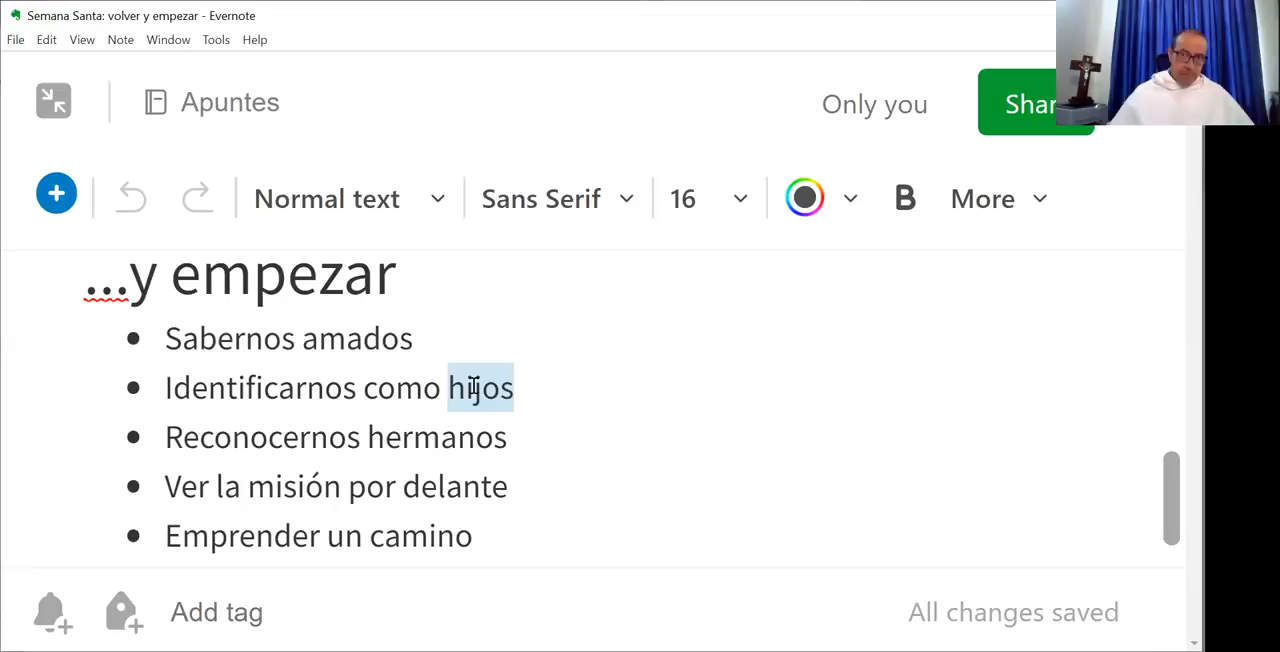 Semana Santa: volver y empezar - Evernote
File Edit View Note Window Tools Help
Apuntes
Only you
Normal text
Sans Serif
16
B
More
...y empezar
Sabernos amados
Identificarnos como hijos
Reconocernos hermanos
Ver la misión por delante
Emprender un camino
Add tag
All changes saved